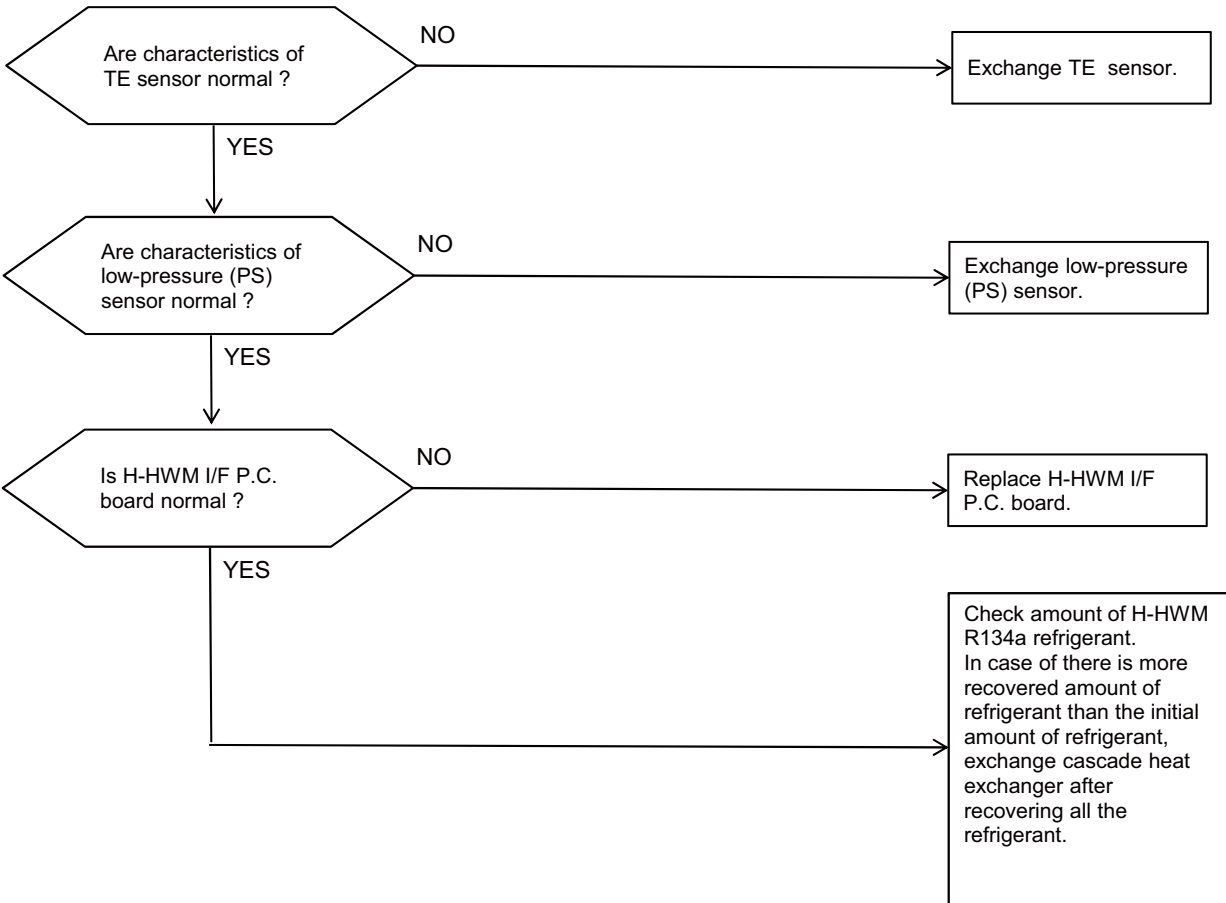 Are characteristics of
TE sensor normal ?
NO
Exchange TE  sensor.
YES
Are characteristics of
low-pressure (PS)
sensor normal ?
NO
Exchange low-pressure
(PS) sensor.
YES
Is H-HWM I/F P.C.
board normal ?
NO
Replace H-HWM I/F
P.C. board.
YES
Check amount of H-HWM
R134a refrigerant.
In case of there is more
recovered amount of
refrigerant than the initial
amount of refrigerant,
exchange cascade heat
exchanger after
recovering all the
refrigerant.